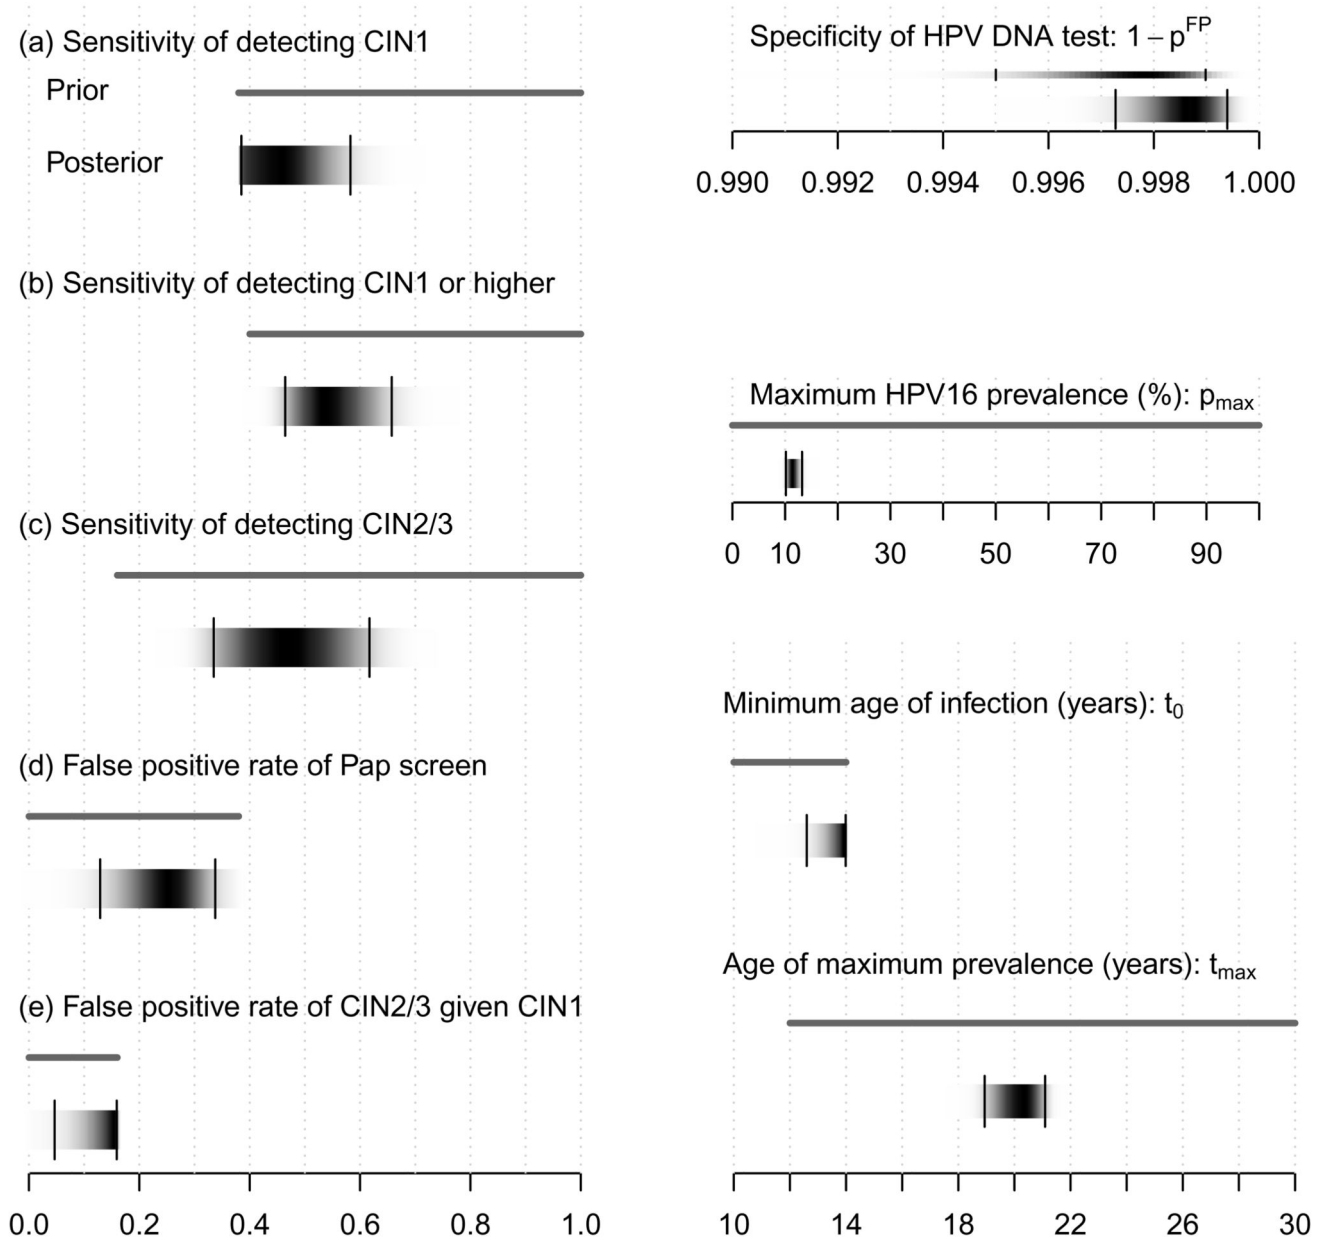 (a) Sensitivity of detecting CIN1
Prior
Posterior
(b) Sensitivity of detecting CIN1 or higher
(c) Sensitivity of detecting CIN2/3
(d) False positive rate of Pap screen
(e) False positive rate of CIN2/3 given CIN1
0.0 0.2 0.4 0.6 0.8 1.0
Specificity of HPV DNA test: 1 – p^FP
0.990 0.992 0.994 0.996 0.998 1.000
Maximum HPV16 prevalence (%): p_max
0 10 30 50 70 90
Minimum age of infection (years): t_0
Age of maximum prevalence (years): t_max
10 14 18 22 26 30